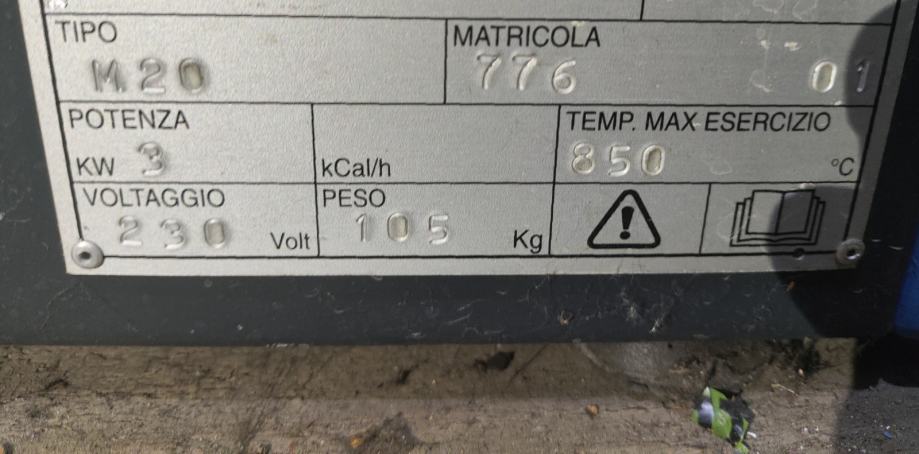 TIPO MATRICOLA
M20 776 01
POTENZA TEMP. MAX ESERCIZIO
KW 3 kCal/h 850 °C
VOLTAGGIO PESO
230 Volt 105 Kg